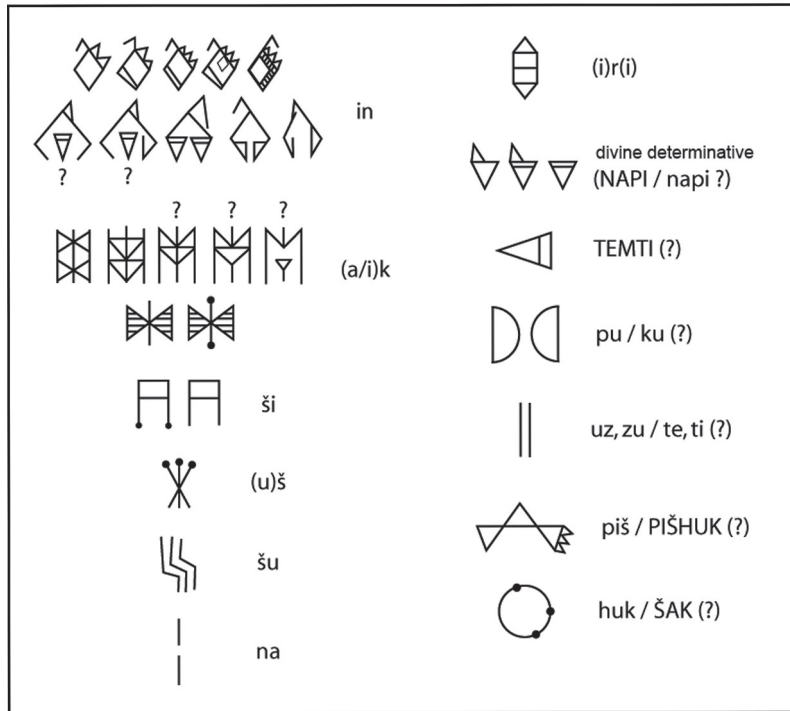 in
? ?
? ? ?
(a/i)k
ši
(u)š
šu
na
(i)r(i)
divine determinative
(NAPI / napi ?)
TEMTI (?)
pu / ku (?)
uz, zu / te, ti (?)
piš / PIŠHUK (?)
huk / ŠAK (?)